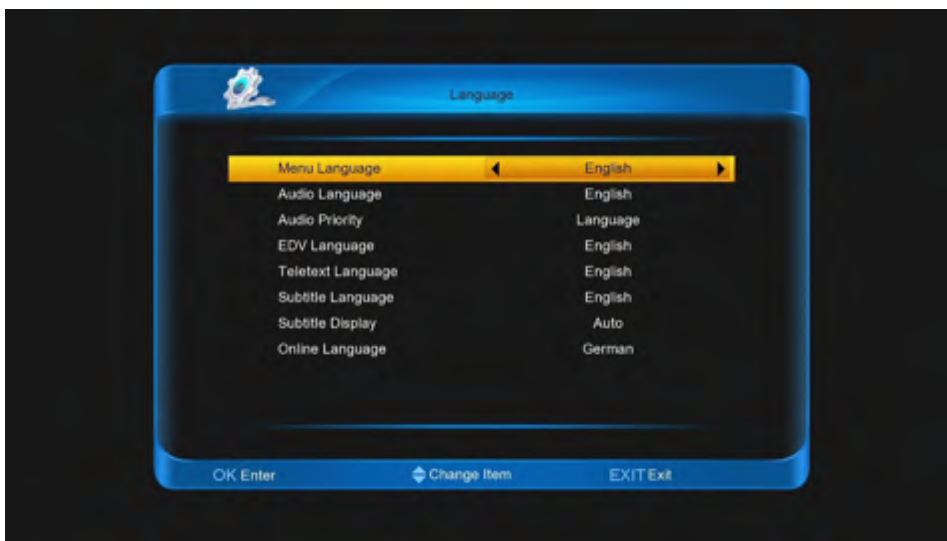 Language
Menu Language English
Audio Language English
Audio Priority Language
EDV Language English
Teletext Language English
Subtitle Language English
Subtitle Display Auto
Online Language German
OK Enter Change Item EXIT Exit